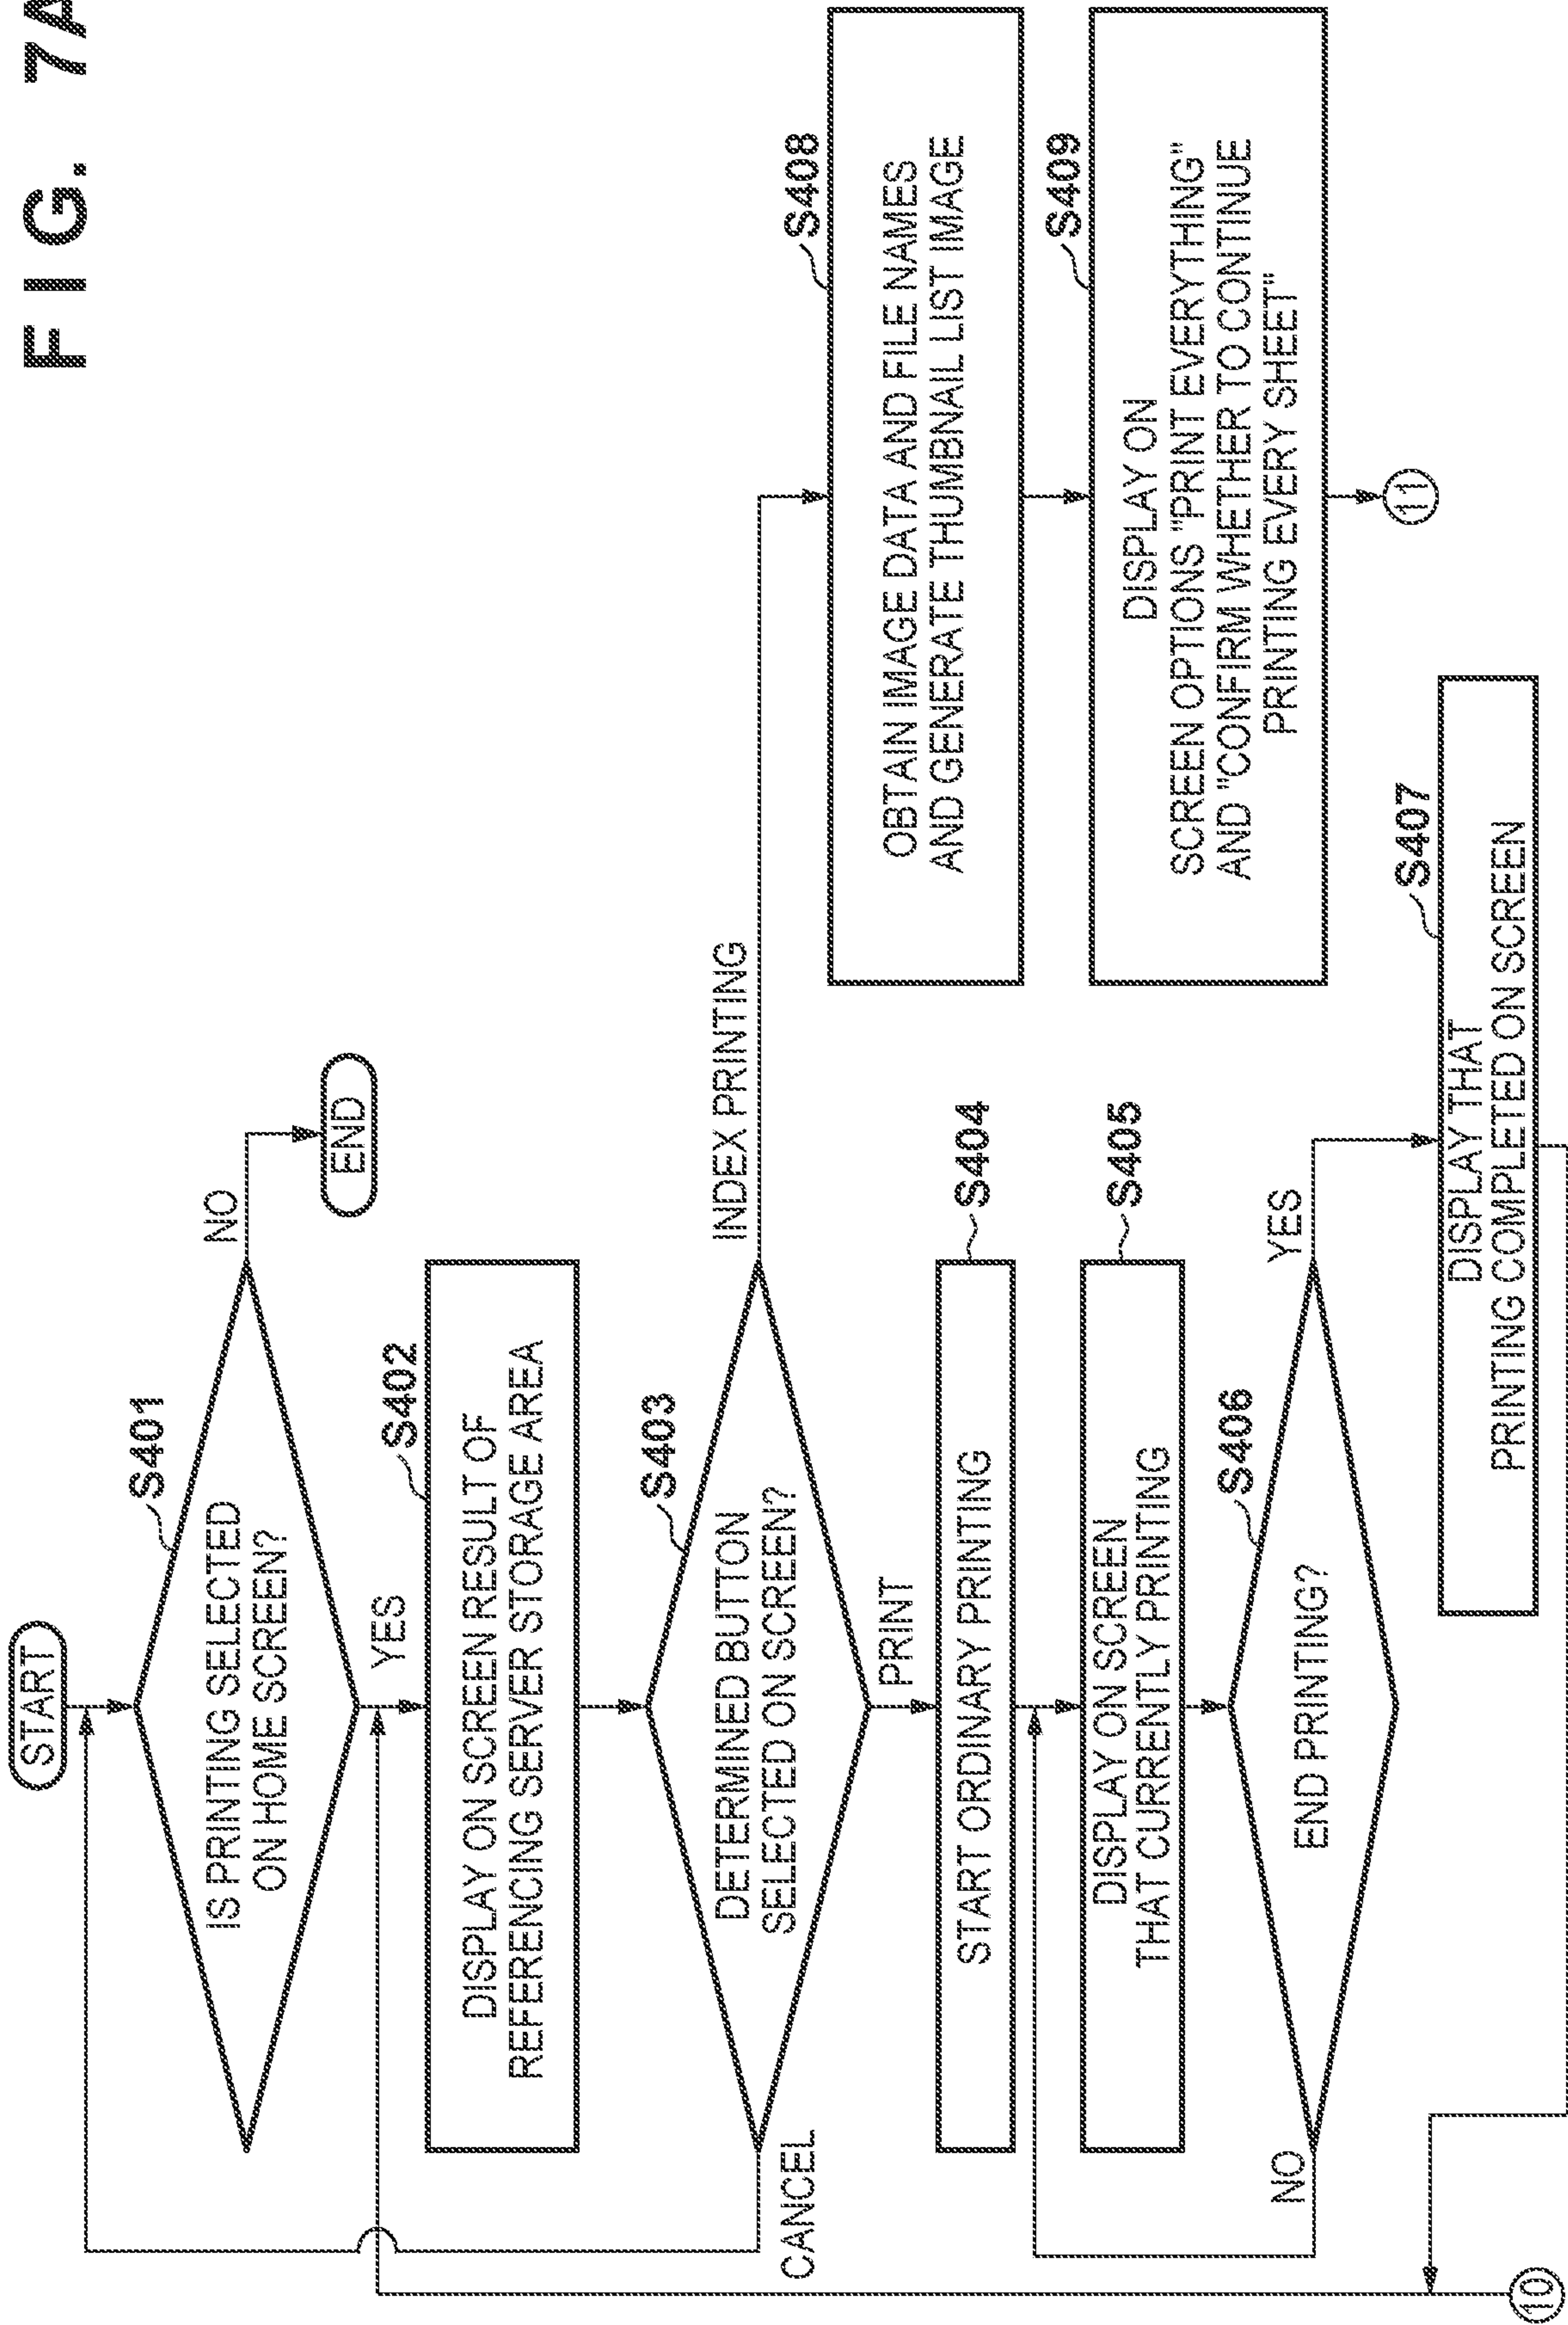 FIG. 7A
START
S401
IS PRINTING SELECTED
ON HOME SCREEN?
NO
END
YES
S402
DISPLAY ON SCREEN RESULT OF
REFERENCING SERVER STORAGE AREA
S403
DETERMINED BUTTON
SELECTED ON SCREEN?
CANCEL
INDEX PRINTING
PRINT
S404
START ORDINARY PRINTING
S405
DISPLAY ON SCREEN
THAT CURRENTLY PRINTING
S406
END PRINTING?
NO
YES
S407
DISPLAY THAT
PRINTING COMPLETED ON SCREEN
10
S408
OBTAIN IMAGE DATA AND FILE NAMES
AND GENERATE THUMBNAIL LIST IMAGE
S409
DISPLAY ON
SCREEN OPTIONS "PRINT EVERYTHING"
AND "CONFIRM WHETHER TO CONTINUE
PRINTING EVERY SHEET"
11